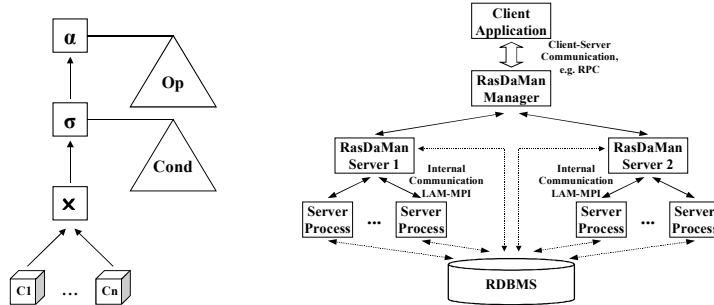 α
Op
σ
Cond
x
C1
...
Cn
Client
Application
Client-Server
Communication,
e.g. RPC
RasDaMan
Manager
RasDaMan
Server 1
RasDaMan
Server 2
Internal
Communication
LAM-MPI
Internal
Communication
LAM-MPI
Server
Process
...
Server
Process
Server
Process
...
Server
Process
RDBMS